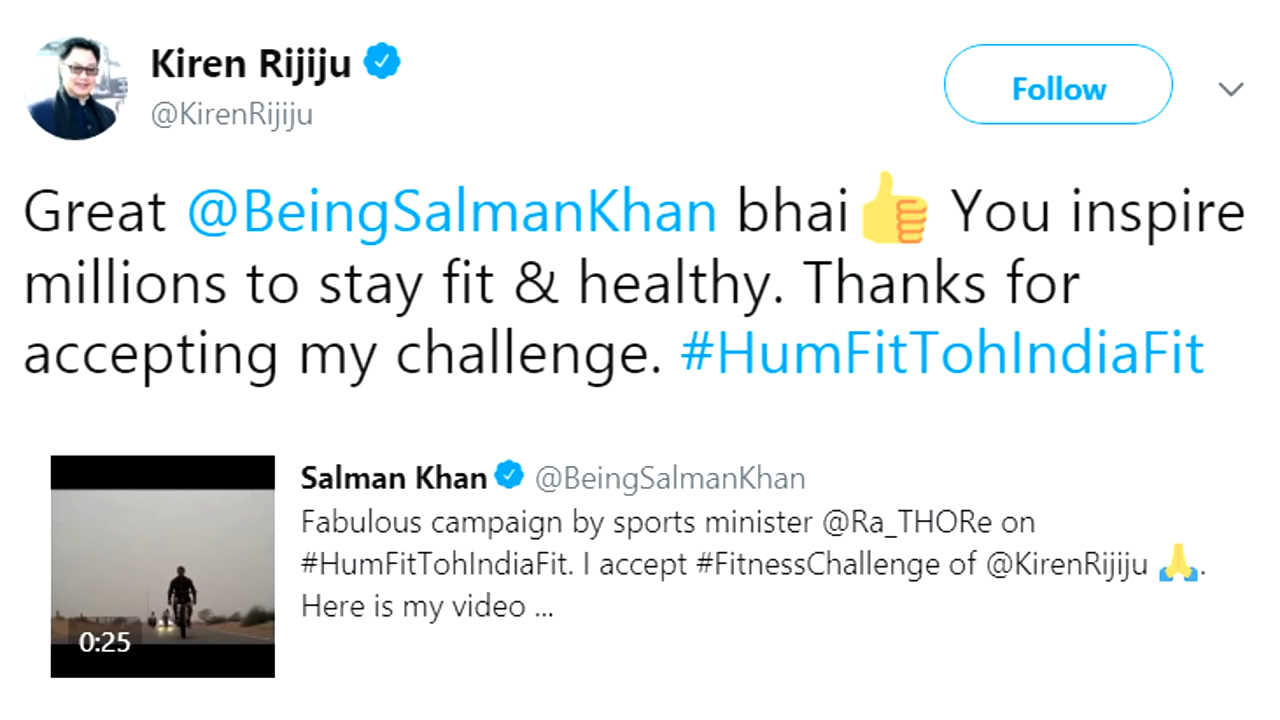 Kiren Rijiju
@KirenRijiju
Follow
Great @BeingSalmanKhan bhai👍 You inspire
millions to stay fit & healthy. Thanks for
accepting my challenge. #HumFitTohIndiaFit
Salman Khan @BeingSalmanKhan
Fabulous campaign by sports minister @Ra_THORe on
#HumFitTohIndiaFit. I accept #FitnessChallenge of @KirenRijiju 🙏.
Here is my video ...
0:25